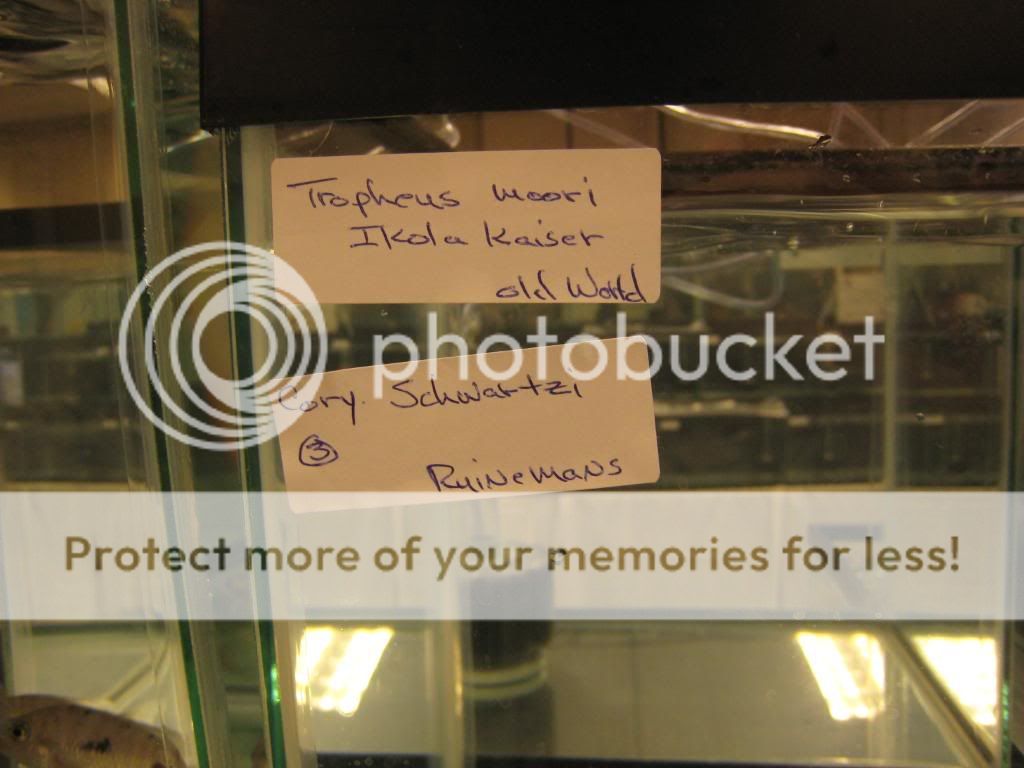 Tropheus moori
Ikola Kaiser
old World
photobucket
Cory. Schwartzi
3
Ruinemans
Protect more of your memories for less!